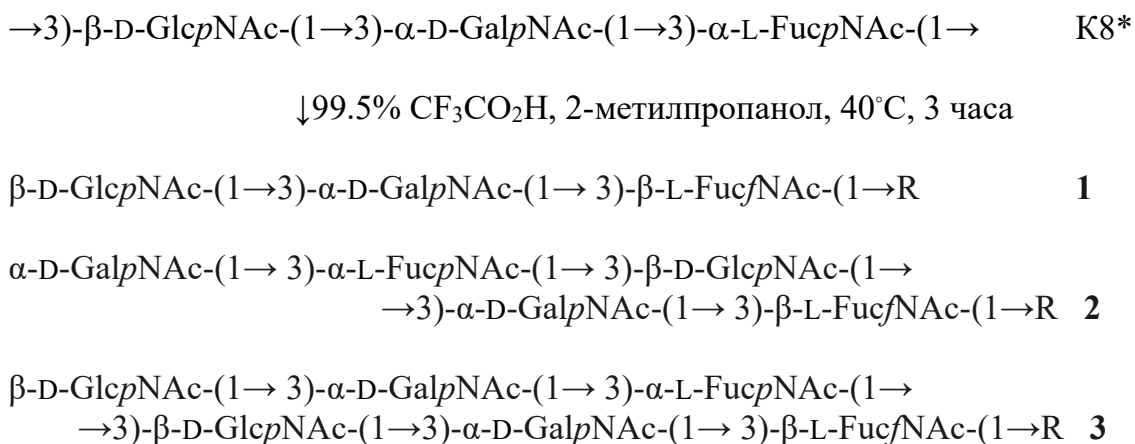 →3)-β-D-GlcpNAc-(1→3)-α-D-GalpNAc-(1→3)-α-L-FucpNAc-(1→ K8*
↓99.5% CF₃CO₂H, 2-метилпропанол, 40°C, 3 часа
β-D-GlcpNAc-(1→3)-α-D-GalpNAc-(1→ 3)-β-L-FucfNAc-(1→R 1
α-D-GalpNAc-(1→ 3)-α-L-FucpNAc-(1→ 3)-β-D-GlcpNAc-(1→
→3)-α-D-GalpNAc-(1→ 3)-β-L-FucfNAc-(1→R 2
β-D-GlcpNAc-(1→ 3)-α-D-GalpNAc-(1→ 3)-α-L-FucpNAc-(1→
→3)-β-D-GlcpNAc-(1→3)-α-D-GalpNAc-(1→ 3)-β-L-FucfNAc-(1→R 3